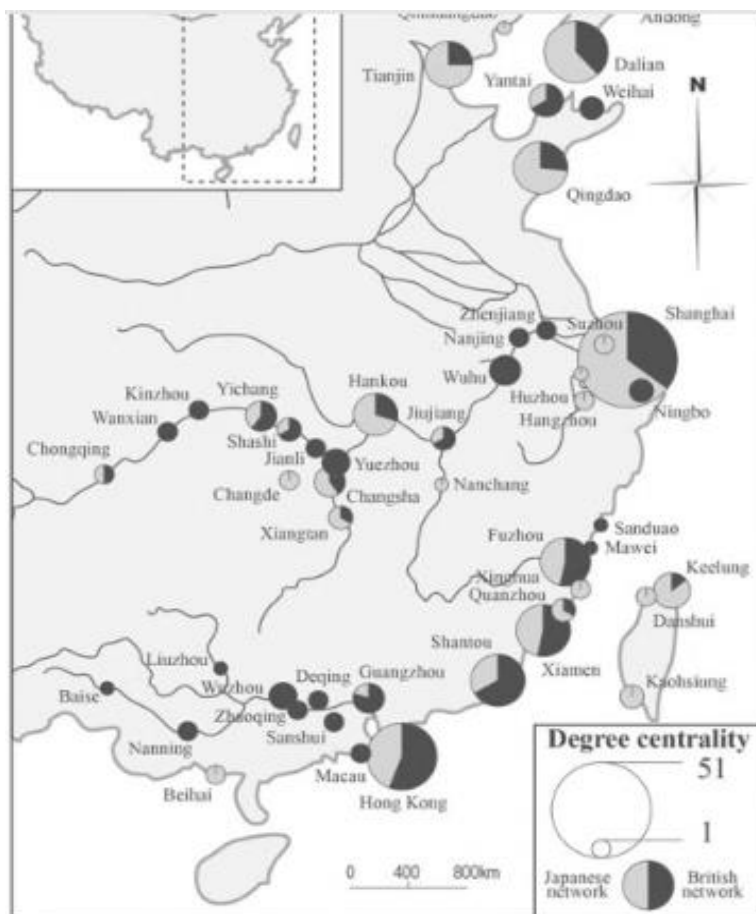 Qinhuangdao
Andong
Tianjin
Dalian
Yantai
Weihai
N
Qingdao
Zhenjiang
Suzhou
Shanghai
Nanjing
Wuhu
Huzhou
Hangzhou
Ningbo
Kinzhou
Yichang
Hankou
Jiujiang
Wanxian
Shashi
Jianli
Chongqing
Yuezhou
Changde
Changsha
Nanchang
Xiangtan
Sanduao
Fuzhou
Mawei
Xinghua
Keelung
Quanzhou
Danshui
Shantou
Xiamen
Liuzhou
Deqing
Guangzhou
Kaohsiung
Baise
Wuzhou
Zhaoqing
Sanshui
Nanning
Macau
Beihai
Hong Kong
Degree centrality
51
1
Japanese
network
British
network
0 400 800km